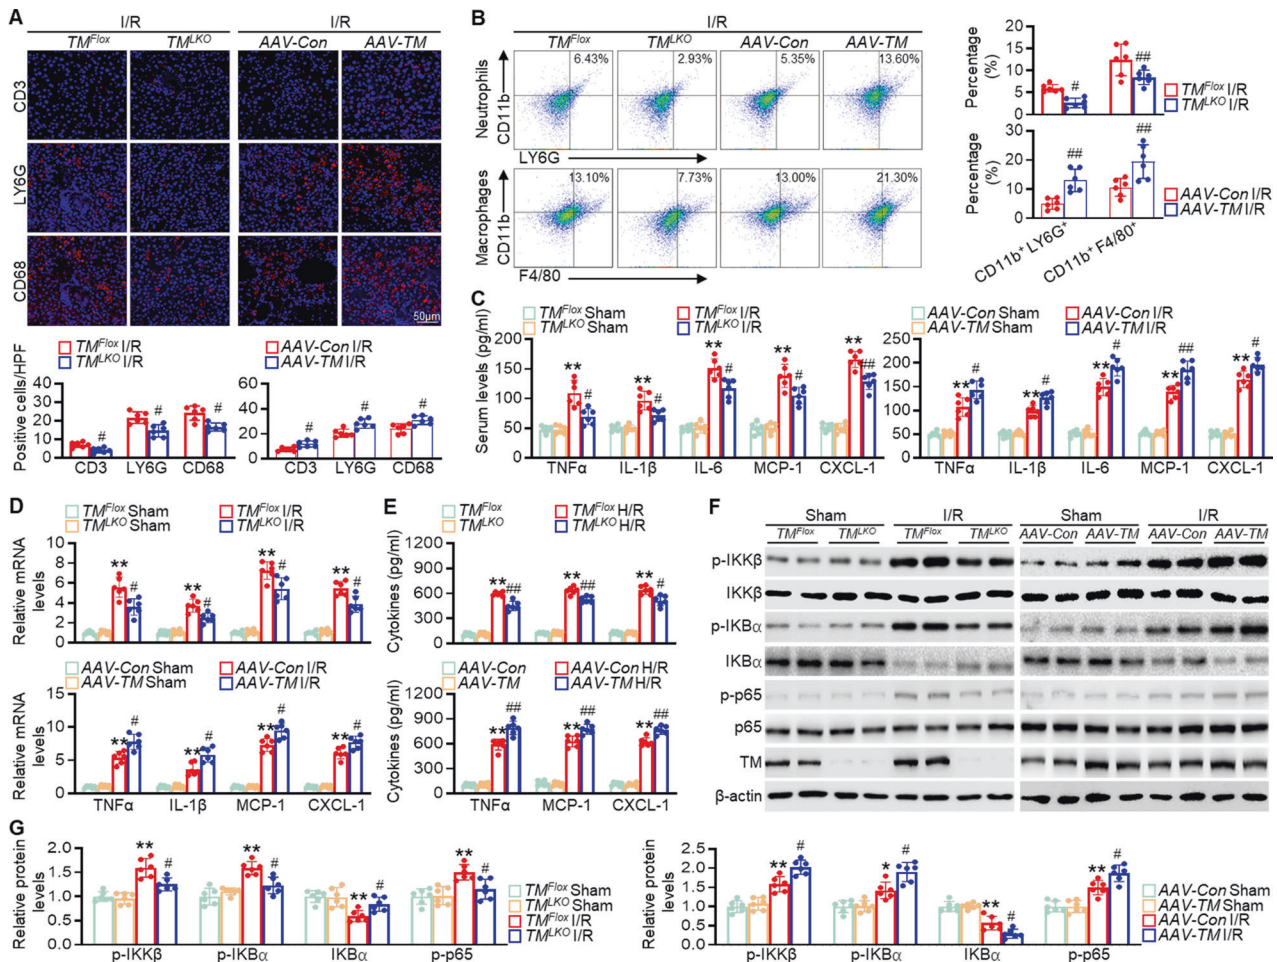 A
I/R
I/R
TMFlox
TMLKO
AAV-Con
AAV-TM
CD3
LY6G
CD68
50μm
TMFlox I/R
TMLKO I/R
AAV-Con I/R
AAV-TM I/R
Positive cells/HPF
40
30
20
10
0
# # #
CD3 LY6G CD68
60
40
20
0
# # #
CD3 LY6G CD68
B
I/R
TMFlox
TMLKO
AAV-Con
AAV-TM
Neutrophils
CD11b
6.43%
2.93%
5.35%
13.60%
LY6G
Macrophages
CD11b
13.10%
7.73%
13.00%
21.30%
F4/80
Percentage
(%)
20
15
10
5
0
# ##
TMFlox I/R
TMLKO I/R
Percentage
(%)
30
20
10
0
## ##
AAV-Con I/R
AAV-TM I/R
CD11b+ LY6G+
CD11b+ F4/80+
C
TMFlox Sham
TMLKO Sham
TMFlox I/R
TMLKO I/R
Serum levels (pg/ml)
200
150
100
50
0
** # ** # ** # ** # ** ##
TNFα IL-1β IL-6 MCP-1 CXCL-1
AAV-Con Sham
AAV-TM Sham
AAV-Con I/R
AAV-TM I/R
250
200
150
100
50
0
** # ** # ** # ** ## ** #
TNFα IL-1β IL-6 MCP-1 CXCL-1
D
TMFlox Sham
TMLKO Sham
TMFlox I/R
TMLKO I/R
Relative mRNA
levels
10
8
6
4
2
0
** # ** # ** # ** #
AAV-Con Sham
AAV-TM Sham
AAV-Con I/R
AAV-TM I/R
Relative mRNA
levels
15
10
5
0
** # ** # ** # ** #
TNFα IL-1β MCP-1 CXCL-1
E
TMFlox
TMLKO
TMFlox H/R
TMLKO H/R
Cytokines (pg/ml)
1200
900
600
300
0
** ## ** ## ** #
AAV-Con
AAV-TM
AAV-Con H/R
AAV-TM H/R
Cytokines (pg/ml)
1200
900
600
300
0
** ## ** ## ** ##
TNFα MCP-1 CXCL-1
F
Sham
I/R
Sham
I/R
TMFlox TMLKO TMFlox TMLKO AAV-Con AAV-TM AAV-Con AAV-TM
p-IKKβ
IKKβ
p-IKBα
IKBα
p-p65
p65
TM
β-actin
G
Relative protein
levels
2.0
1.5
1.0
0.5
0.0
** # ** # ** # ** #
p-IKKβ p-IKBα IKBα p-p65
TMFlox Sham
TMLKO Sham
TMFlox I/R
TMLKO I/R
Relative protein
levels
2.5
2.0
1.5
1.0
0.5
0.0
** # * # ** # ** #
p-IKKβ p-IKBα IKBα p-p65
AAV-Con Sham
AAV-TM Sham
AAV-Con I/R
AAV-TM I/R